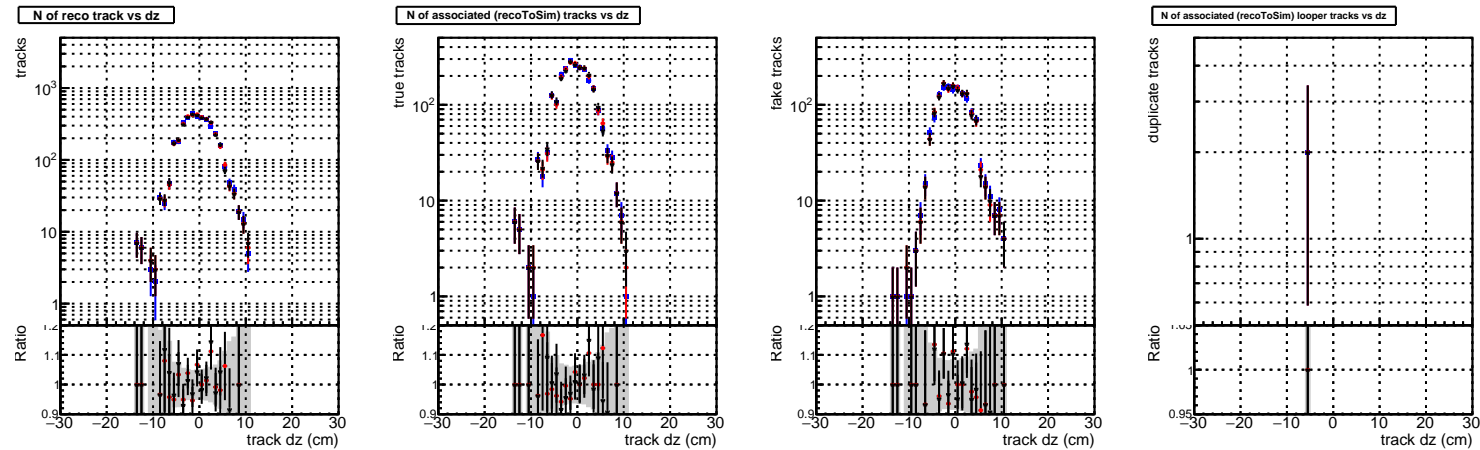 N of reco track vs dz
tracks
10³
10²
10
1
Ratio
1.2
1.1
1
0.9
−30 −20 −10 0 10 20 30
track dz (cm)
N of associated (recoToSim) tracks vs dz
true tracks
10²
10
1
Ratio
1.2
1.1
1
0.9
−30 −20 −10 0 10 20 30
track dz (cm)
fake tracks
10²
10
1
Ratio
1.2
1.1
1
0.9
−30 −20 −10 0 10 20 30
track dz (cm)
N of associated (recoToSim) looper tracks vs dz
duplicate tracks
1
Ratio
1.05
1
0.95
−30 −20 −10 0 10 20 30
track dz (cm)